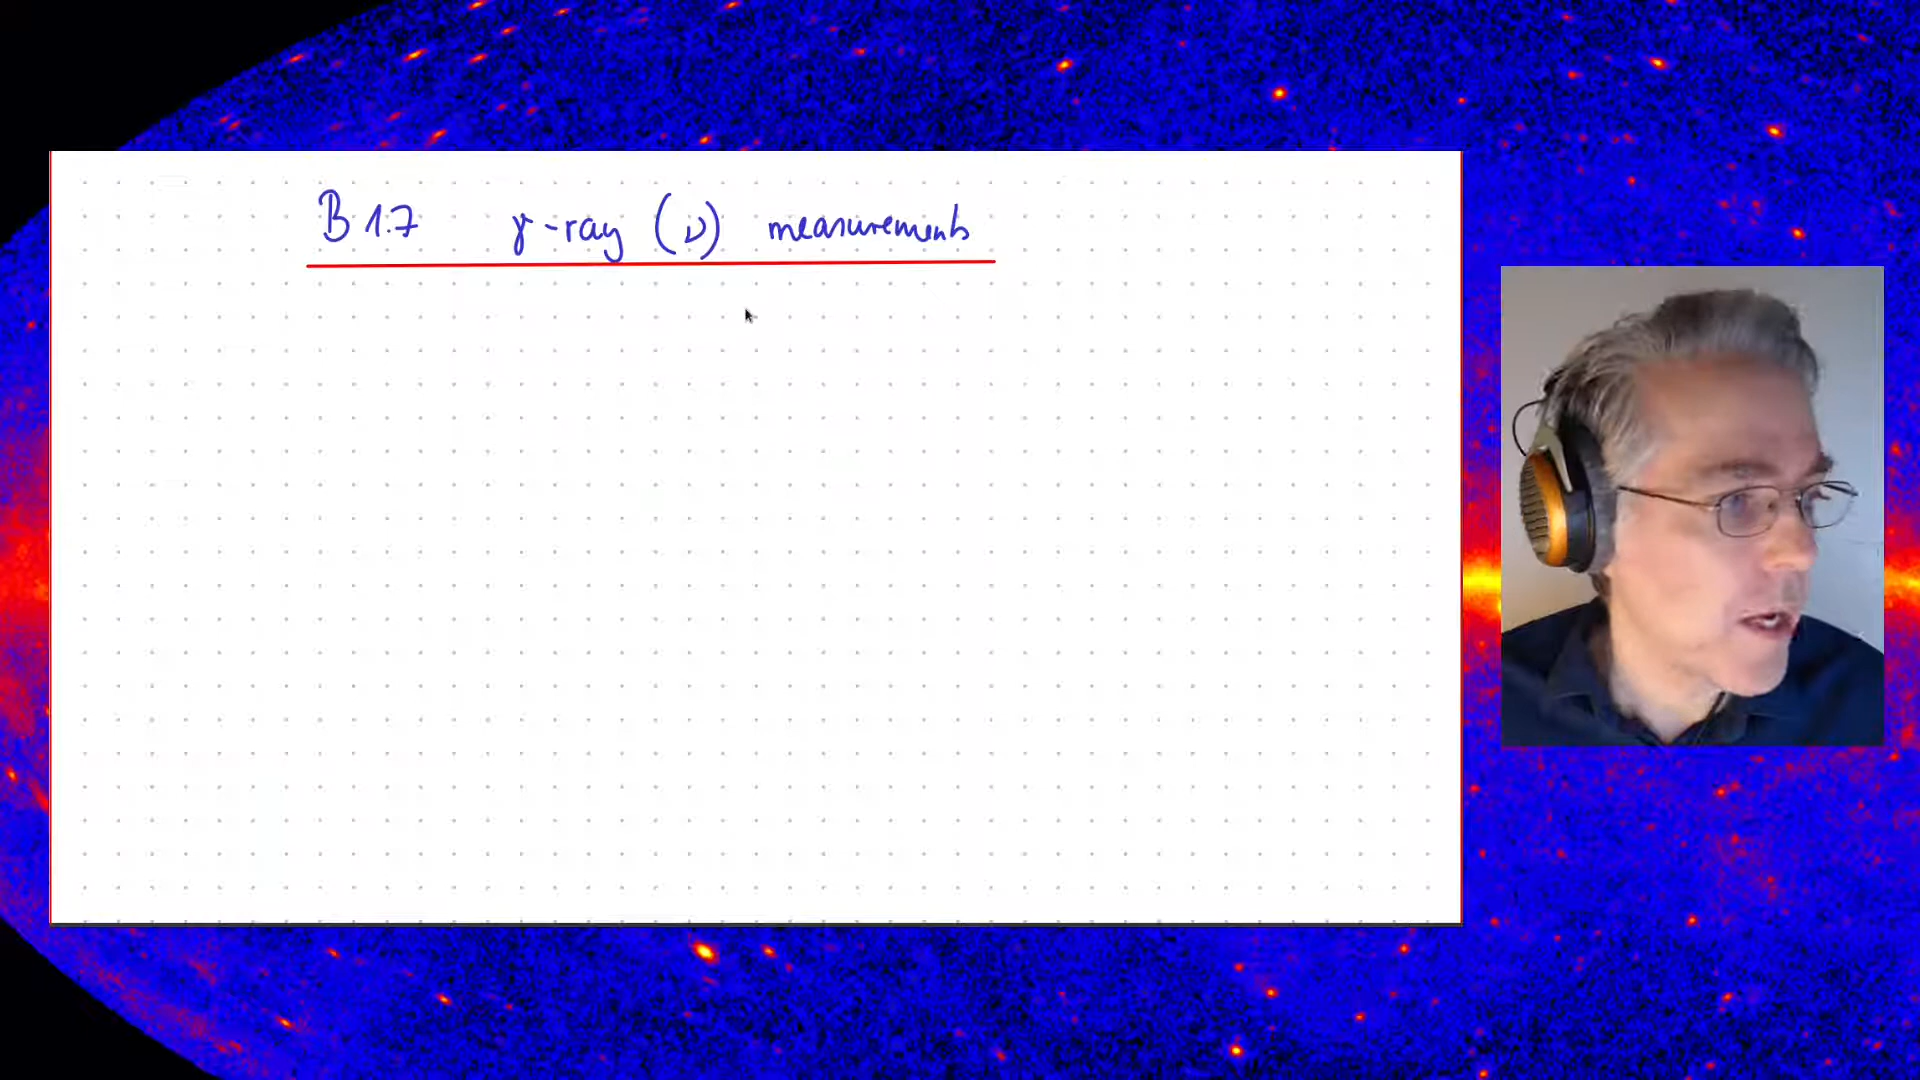 B 1.7 γ-ray (ν) measurements